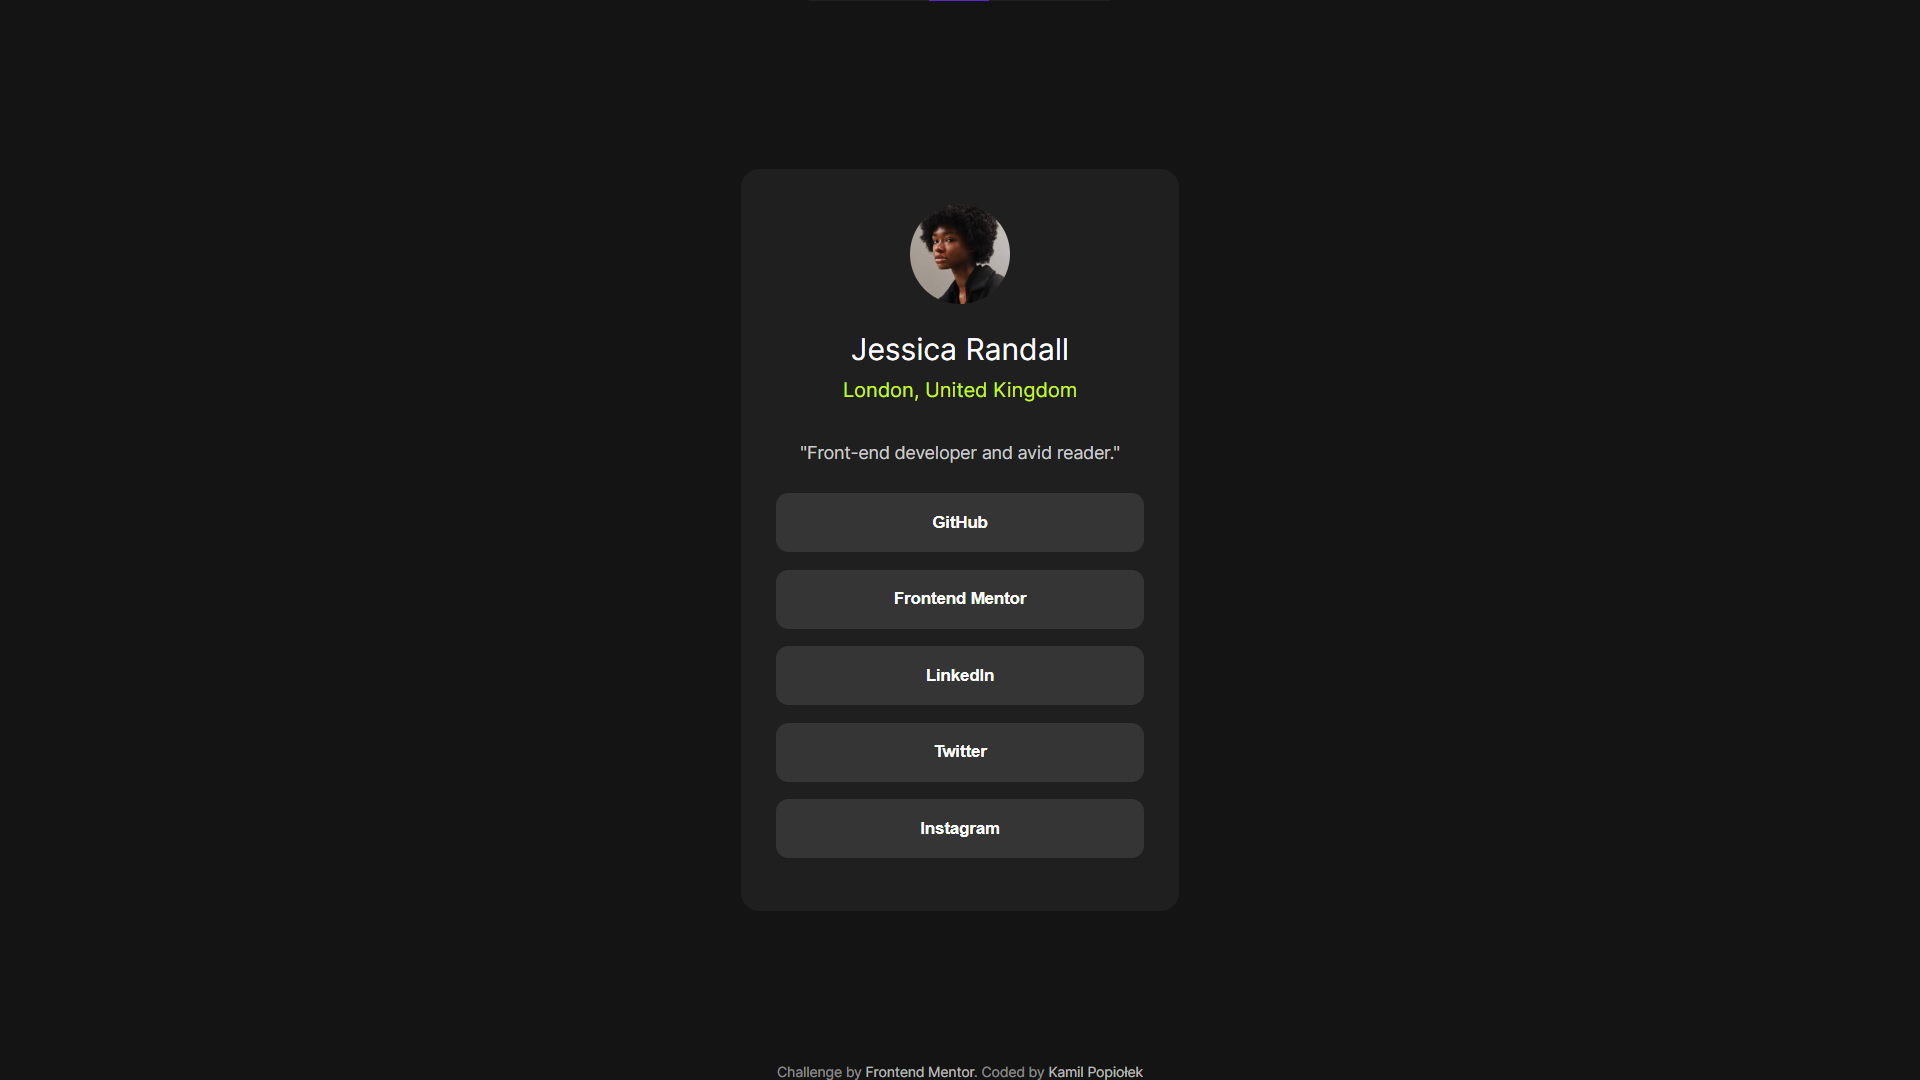 Jessica Randall
London, United Kingdom
"Front-end developer and avid reader."
GitHub
Frontend Mentor
LinkedIn
Twitter
Instagram
Challenge by Frontend Mentor. Coded by Kamil Popiołek